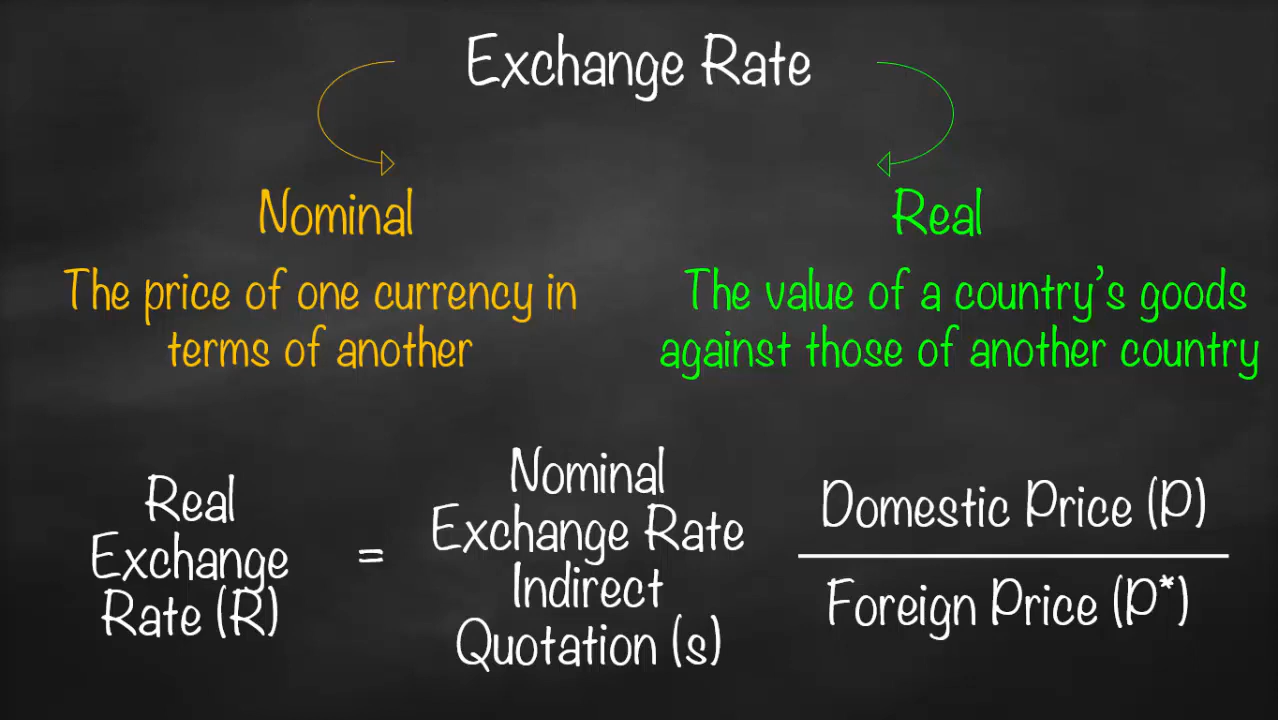 Exchange Rate
Nominal
The price of one currency in
terms of another
Real
The value of a country's goods
against those of another country
Real
Exchange
Rate (R)
=
Nominal
Exchange Rate
Indirect
Quotation (s)
Domestic Price (P)
Foreign Price (P*)